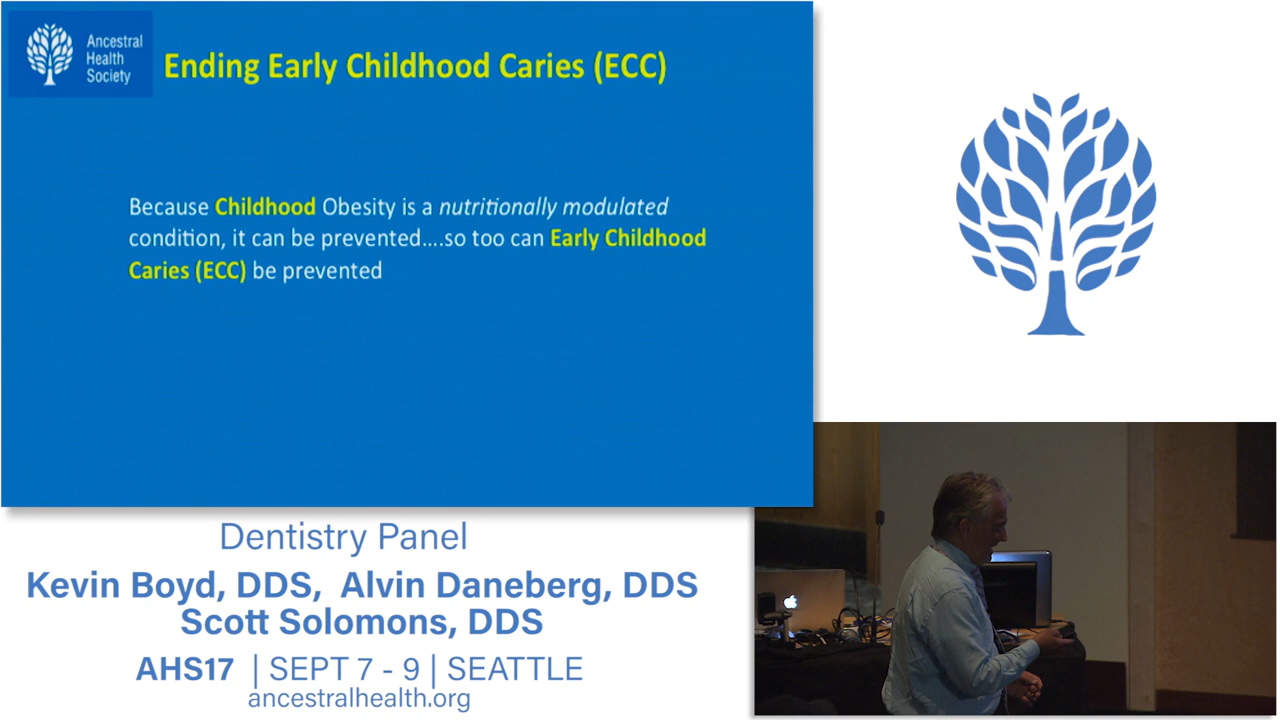 Ancestral
Health
Society
Ending Early Childhood Caries (ECC)
Because Childhood Obesity is a nutritionally modulated
condition, it can be prevented....so too can Early Childhood
Caries (ECC) be prevented
Dentistry Panel
Kevin Boyd, DDS, Alvin Daneberg, DDS
Scott Solomons, DDS
AHS17 | SEPT 7 - 9 | SEATTLE
ancestralhealth.org